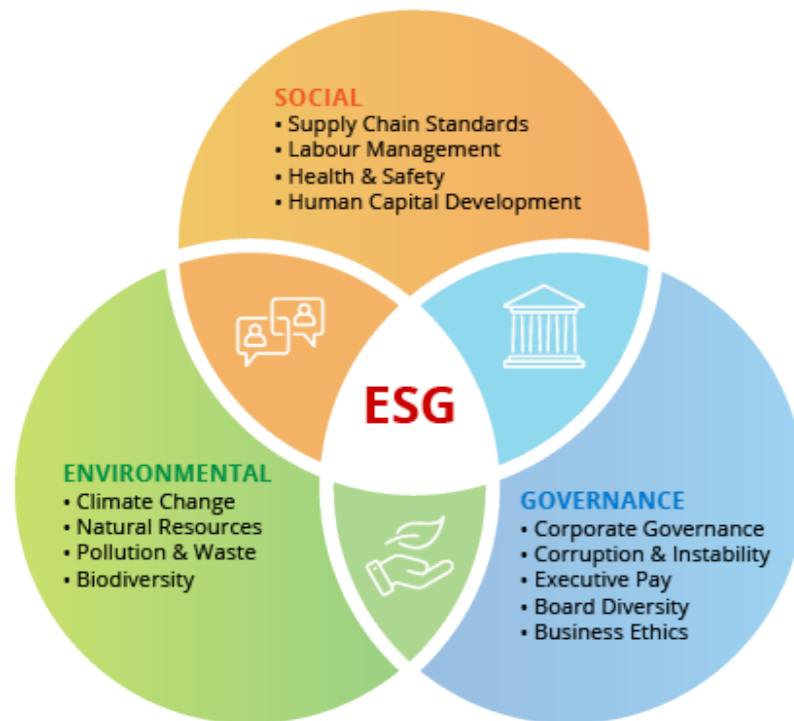 SOCIAL
• Supply Chain Standards
• Labour Management
• Health & Safety
• Human Capital Development
ESG
ENVIRONMENTAL
• Climate Change
• Natural Resources
• Pollution & Waste
• Biodiversity
GOVERNANCE
• Corporate Governance
• Corruption & Instability
• Executive Pay
• Board Diversity
• Business Ethics